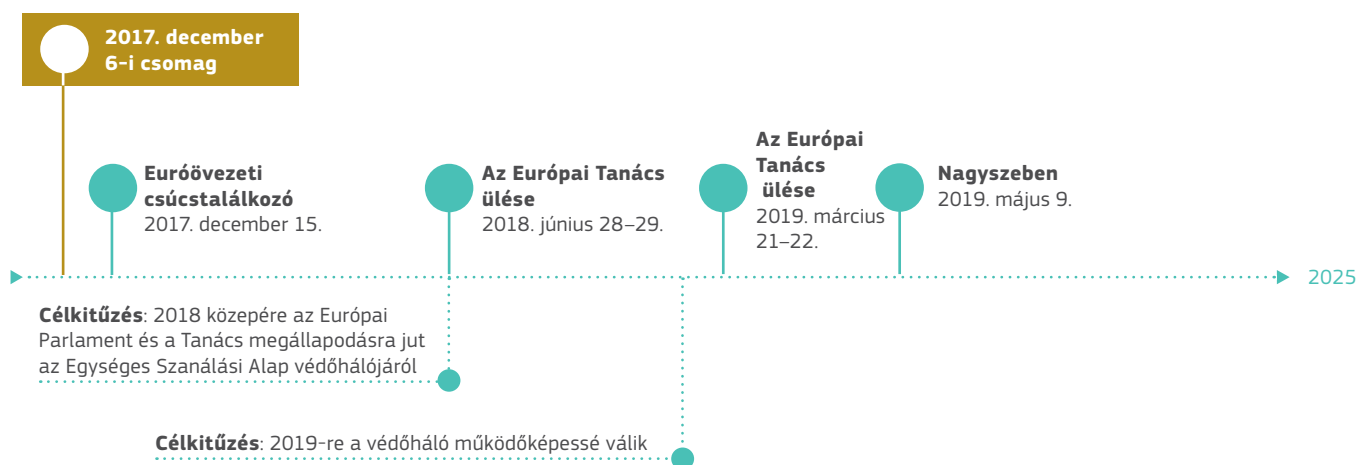 2017. december
6-i csomag
Euróövezeti
csúcstalálkozó
2017. december 15.
Az Európai Tanács
ülése
2018. június 28–29.
Az Európai
Tanács
ülése
2019. március
21–22.
Nagyszeben
2019. május 9.
2025
Célkitűzés: 2018 közepére az Európai
Parlament és a Tanács megállapodásra jut
az Egységes Szanálási Alap védőhálójáról
Célkitűzés: 2019-re a védőháló működőképessé válik